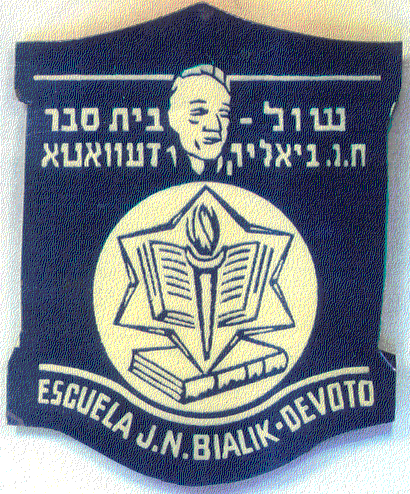 שול - בית ספר
ח.נ. ביאליק, ו דעוואטא
ESCUELA J.N. BIALIK-DEVOTO